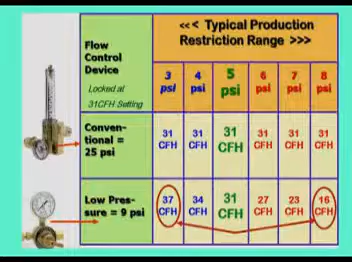 << < Typical Production
Restriction Range >>>
Flow
Control
Device
Locked at
31CFH Setting
3 psi
4 psi
5 psi
6 psi
7 psi
8 psi
Conven-
tional =
25 psi
31 CFH
31 CFH
31 CFH
31 CFH
31 CFH
31 CFH
Low Pres-
sure = 9 psi
37 CFH
34 CFH
31 CFH
27 CFH
23 CFH
16 CFH